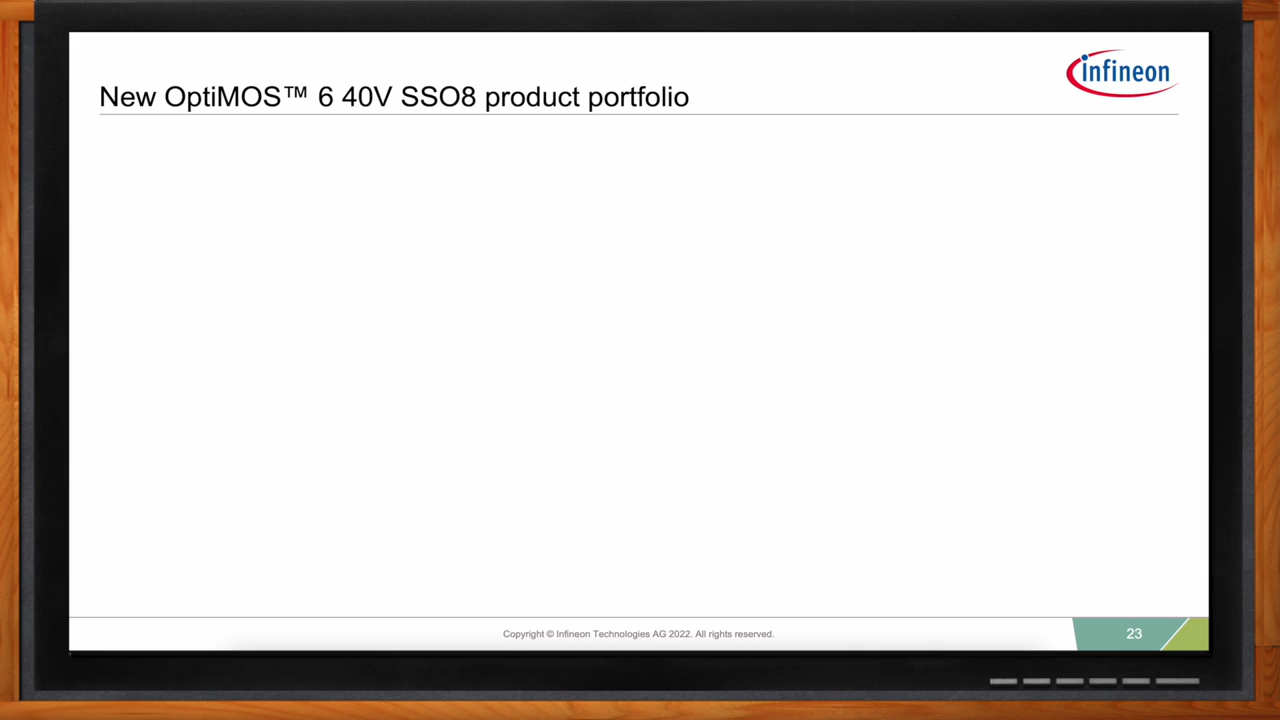 infineon
New OptiMOS™ 6 40V SSO8 product portfolio
Copyright © Infineon Technologies AG 2022. All rights reserved.
23